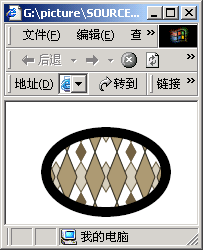 G:\picture\SOURCE...
文件(F) 编辑(E) 查 »
后退 »
地址(D) 转到 链接 »
我的电脑